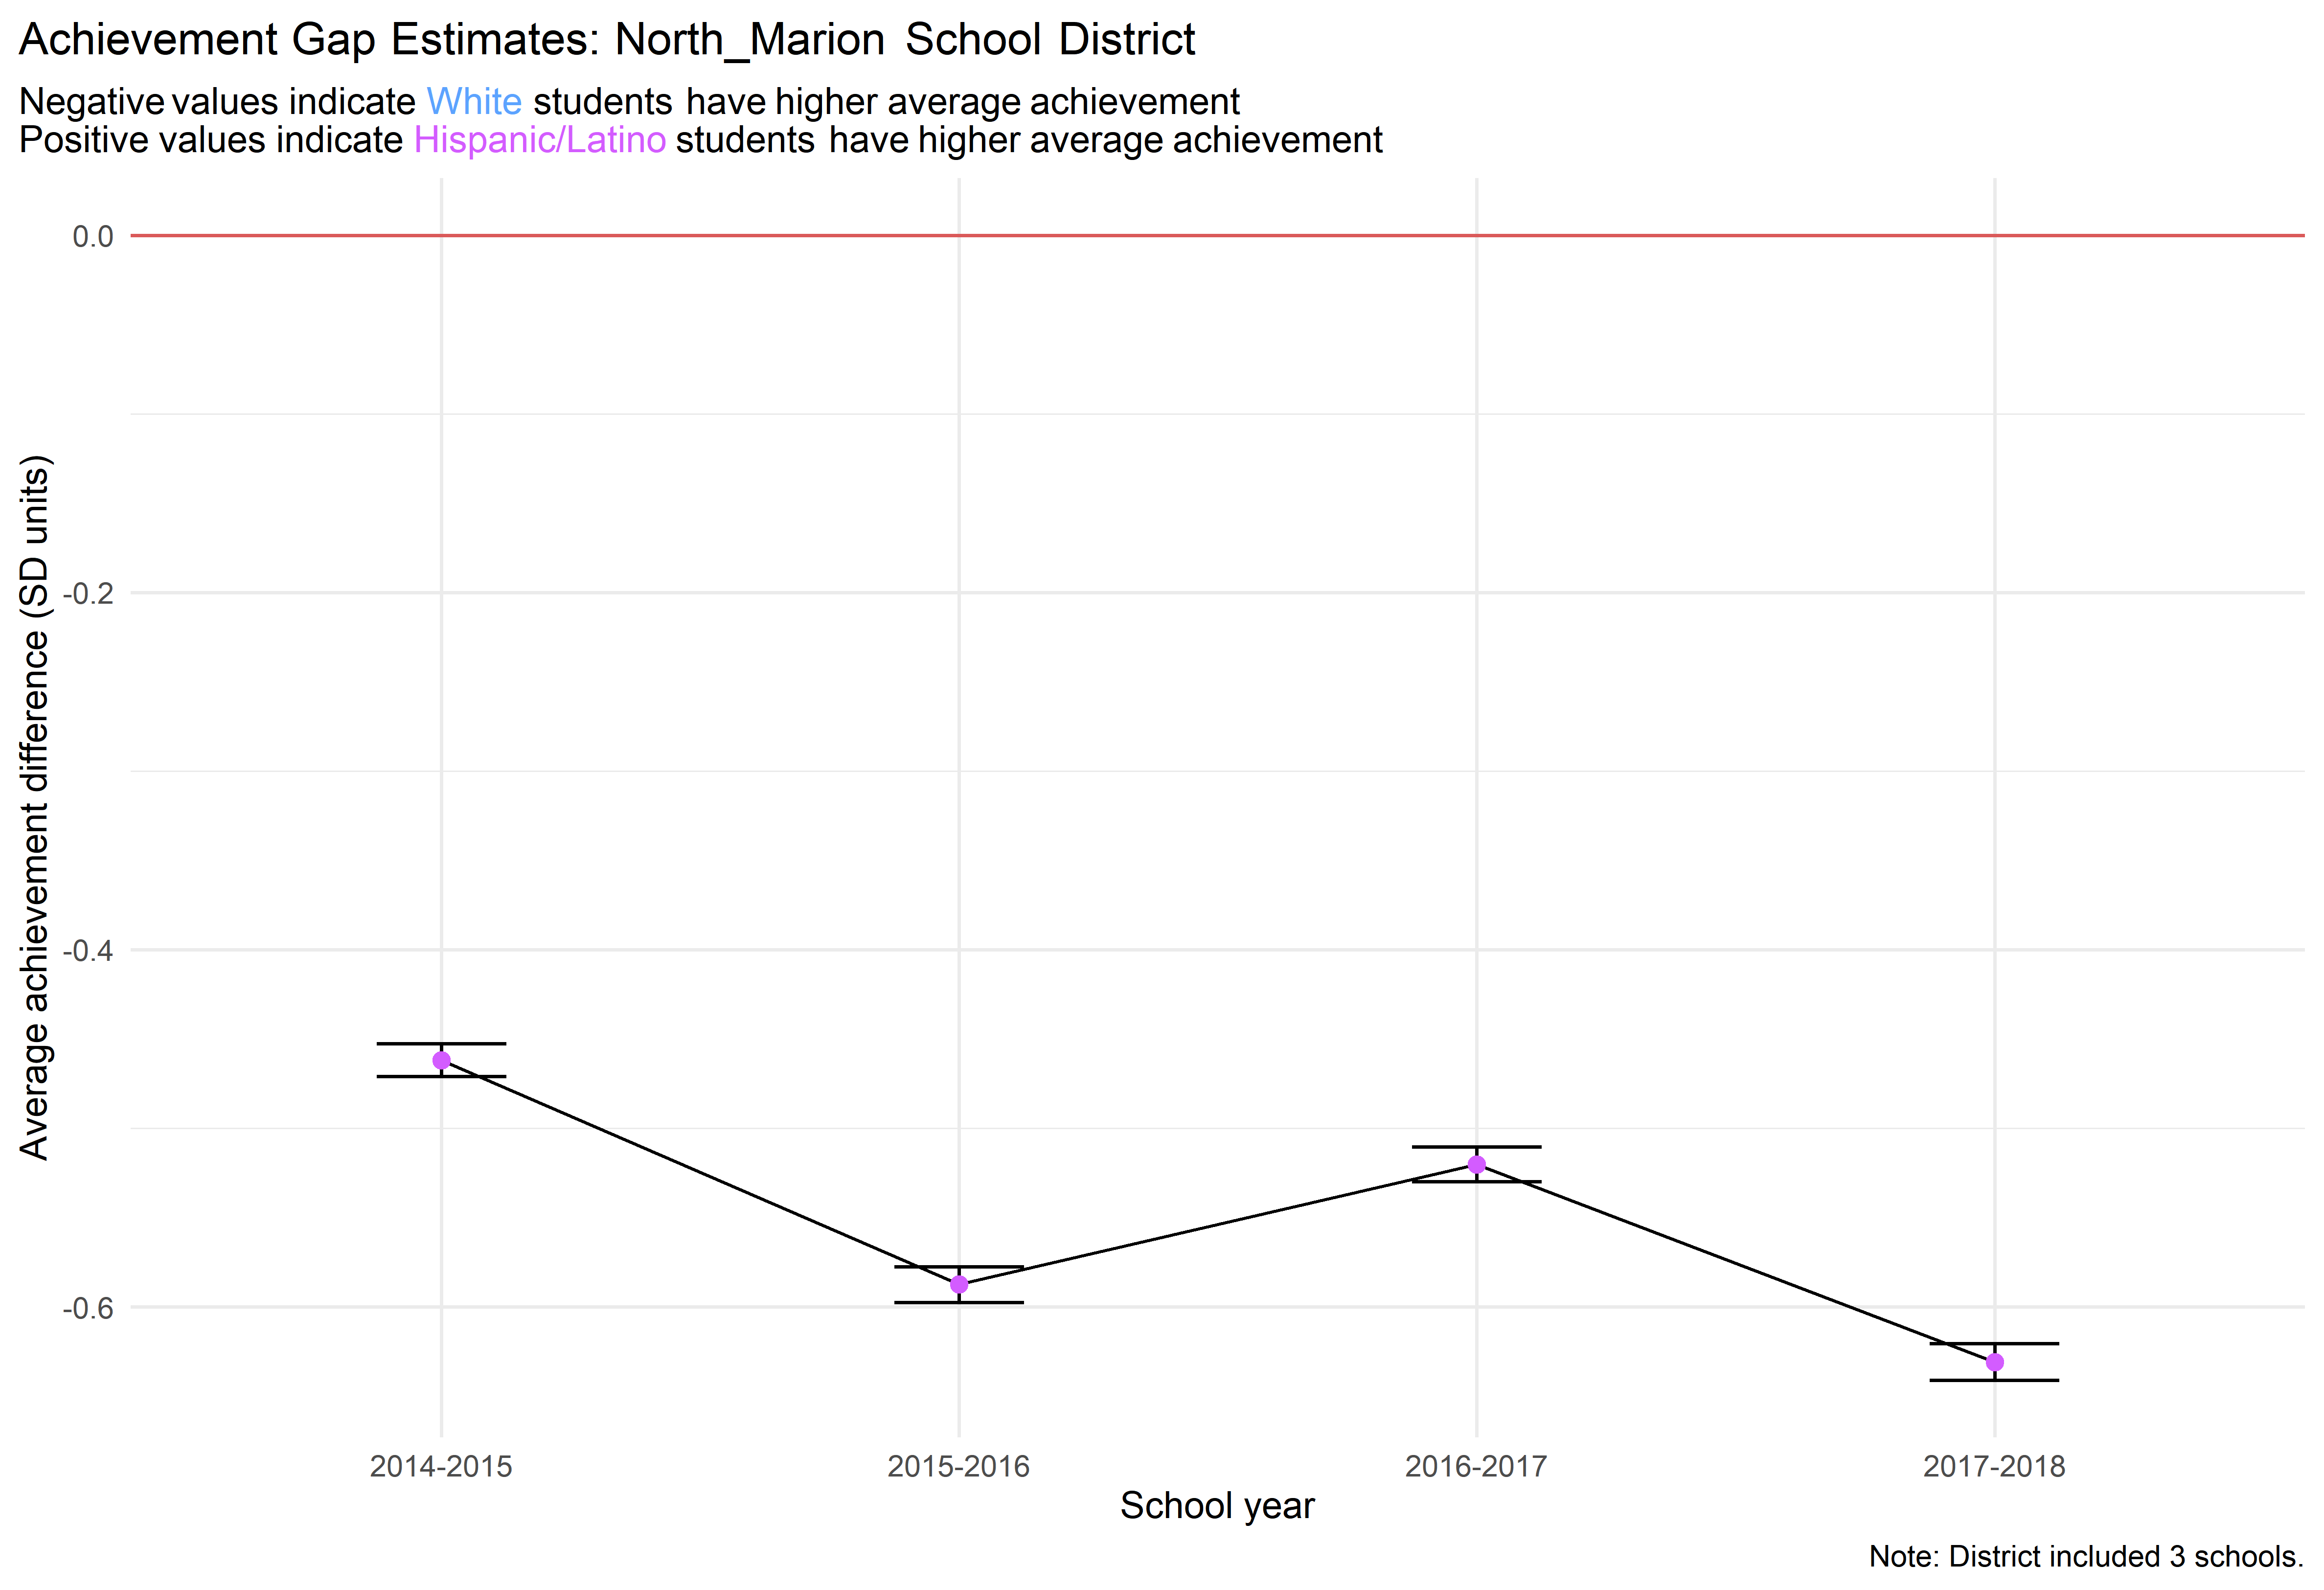 Achievement Gap Estimates: North_Marion School District
Negative values indicate White students have higher average achievement
Positive values indicate Hispanic/Latino students have higher average achievement
Average achievement difference (SD units)
0.0
-0.2
-0.4
-0.6
2014-2015
2015-2016
2016-2017
2017-2018
School year
Note: District included 3 schools.